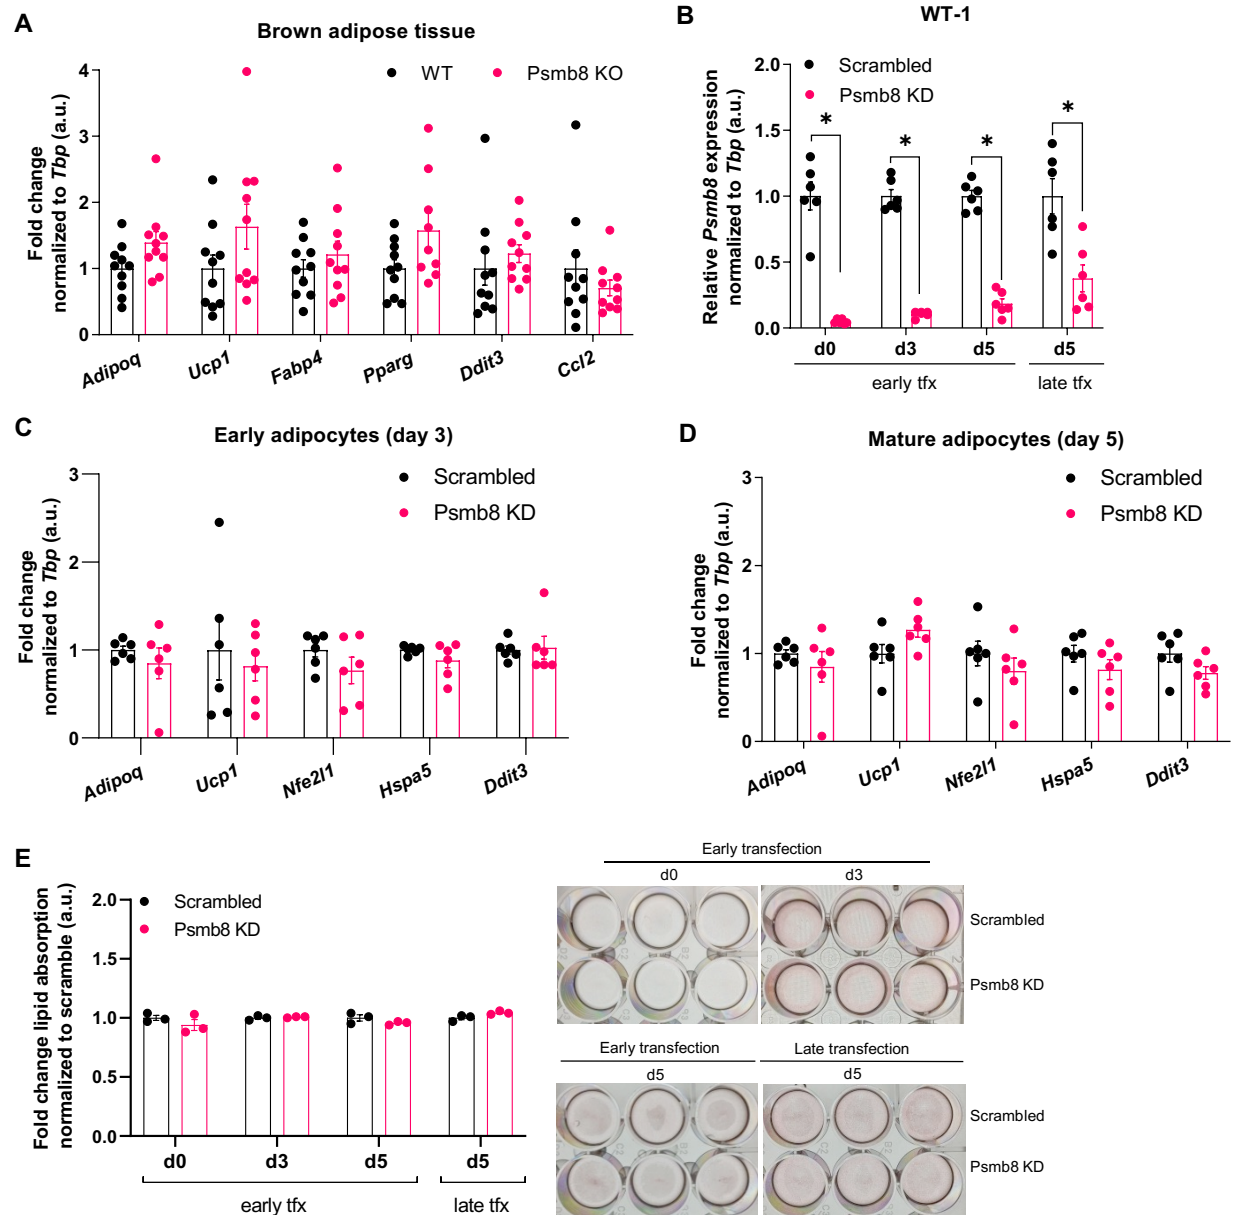 A
Brown adipose tissue
WT
Psmb8 KO
Fold change
normalized to Tbp (a.u.)
4
3
2
1
0
Adipoq
Ucp1
Fabp4
Pparg
Ddit3
Ccl2
B
WT-1
Scrambled
Psmb8 KD
Relative Psmb8 expression
normalized to Tbp (a.u.)
2.0
1.5
1.0
0.5
0.0
*
*
*
*
d0
d3
d5
d5
early tfx
late tfx
C
Early adipocytes (day 3)
Scrambled
Psmb8 KD
Fold change
normalized to Tbp (a.u.)
3
2
1
0
Adipoq
Ucp1
Nfe2l1
Hspa5
Ddit3
D
Mature adipocytes (day 5)
Scrambled
Psmb8 KD
Fold change
normalized to Tbp (a.u.)
3
2
1
0
Adipoq
Ucp1
Nfe2l1
Hspa5
Ddit3
E
Scrambled
Psmb8 KD
Fold change lipid absorption
normalized to scramble (a.u.)
2.0
1.5
1.0
0.5
0.0
d0
d3
d5
d5
early tfx
late tfx
Early transfection
d0
d3
Scrambled
Psmb8 KD
Early transfection
Late transfection
d5
d5
Scrambled
Psmb8 KD